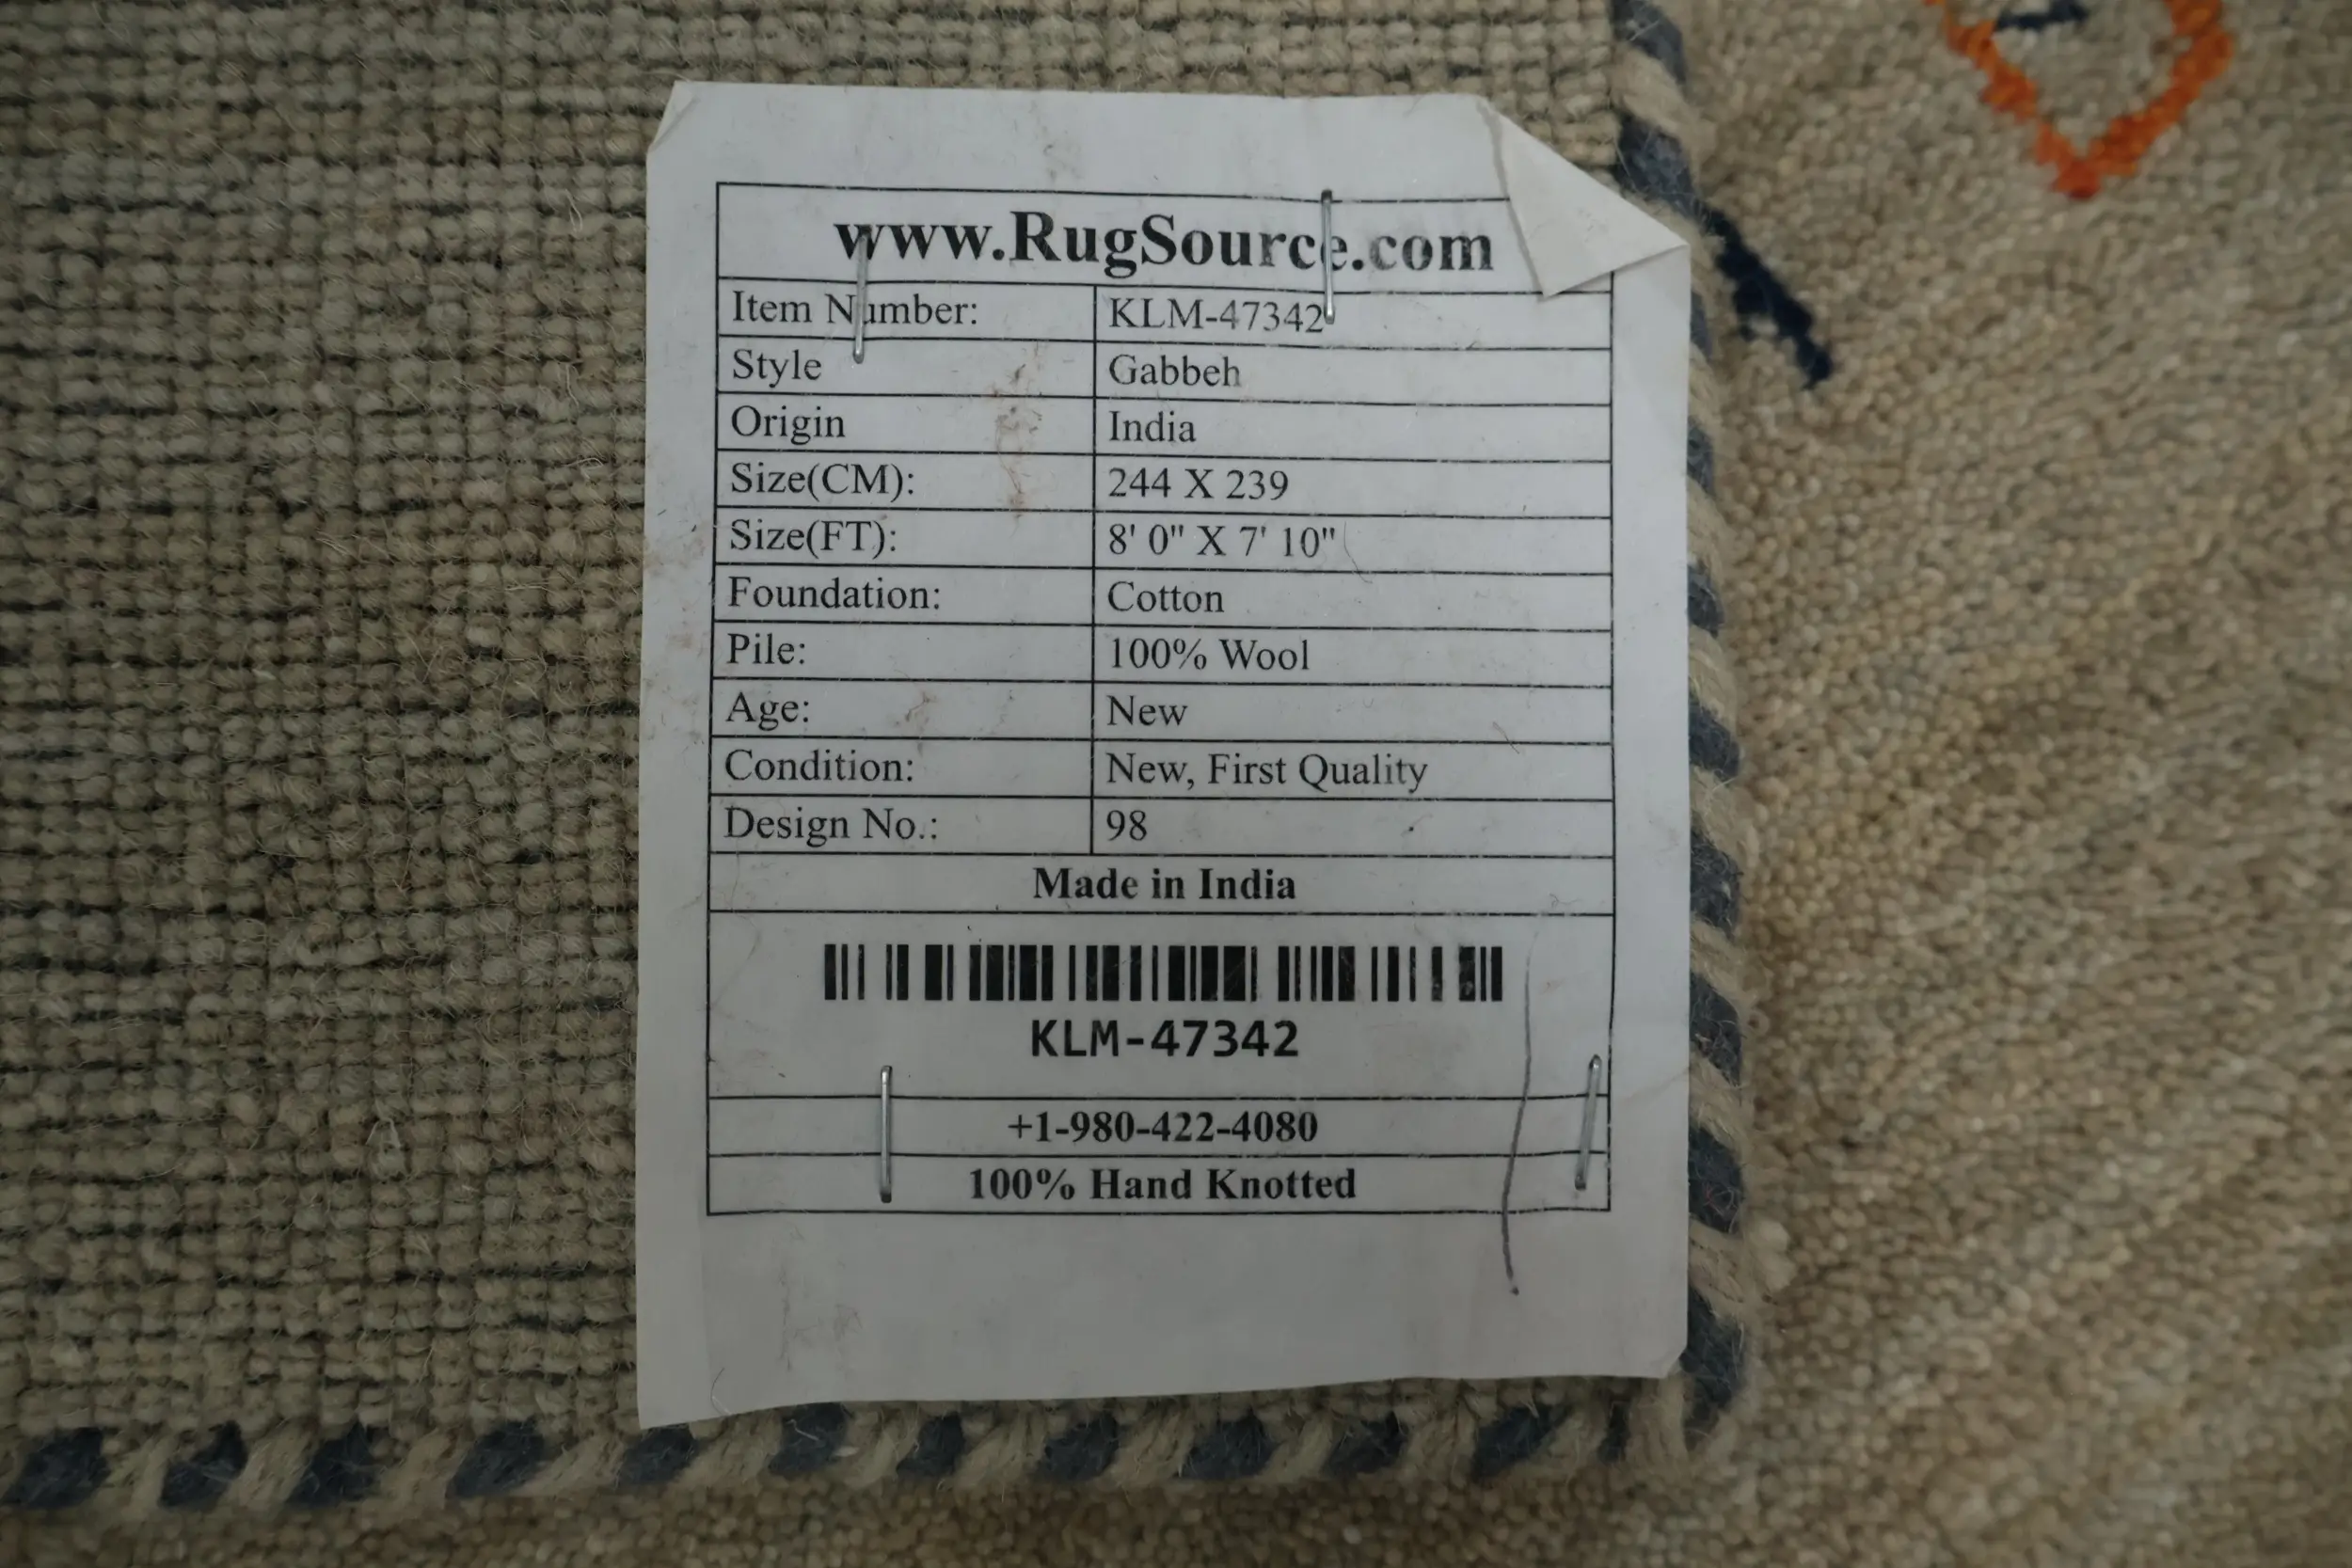 www.RugSource.com
Item Number: KLM-47342
Style Gabbeh
Origin India
Size(CM): 244 X 239
Size(FT): 8' 0" X 7' 10"
Foundation: Cotton
Pile: 100% Wool
Age: New
Condition: New, First Quality
Design No.: 98
Made in India
KLM-47342
+1-980-422-4080
100% Hand Knotted